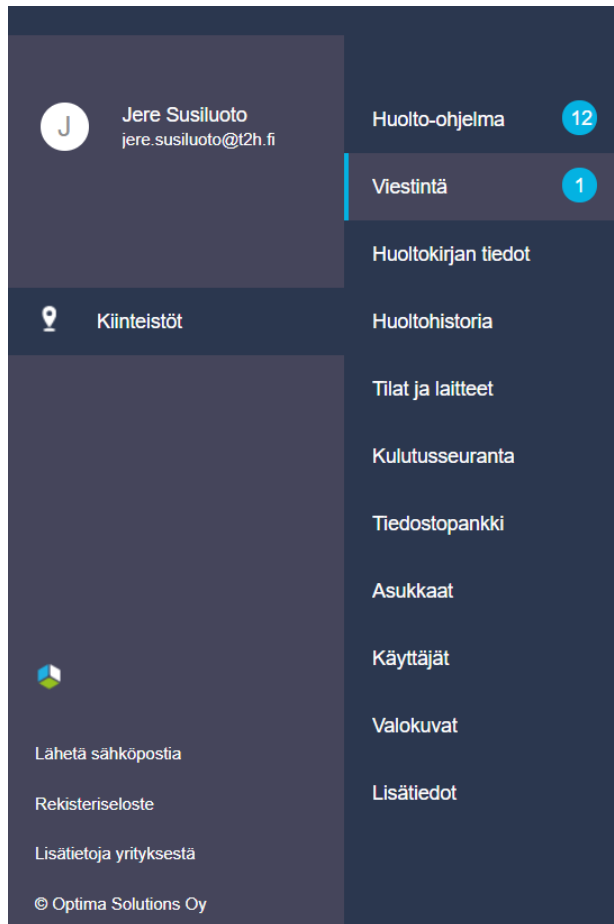 J
Jere Susiluoto
jere.susiluoto@t2h.fi
Kiinteistöt
Lähetä sähköpostia
Rekisteriseloste
Lisätietoja yrityksestä
© Optima Solutions Oy
Huolto-ohjelma 12
Viestintä 1
Huoltokirjan tiedot
Huoltohistoria
Tilat ja laitteet
Kulutusseuranta
Tiedostopankki
Asukkaat
Käyttäjät
Valokuvat
Lisätiedot